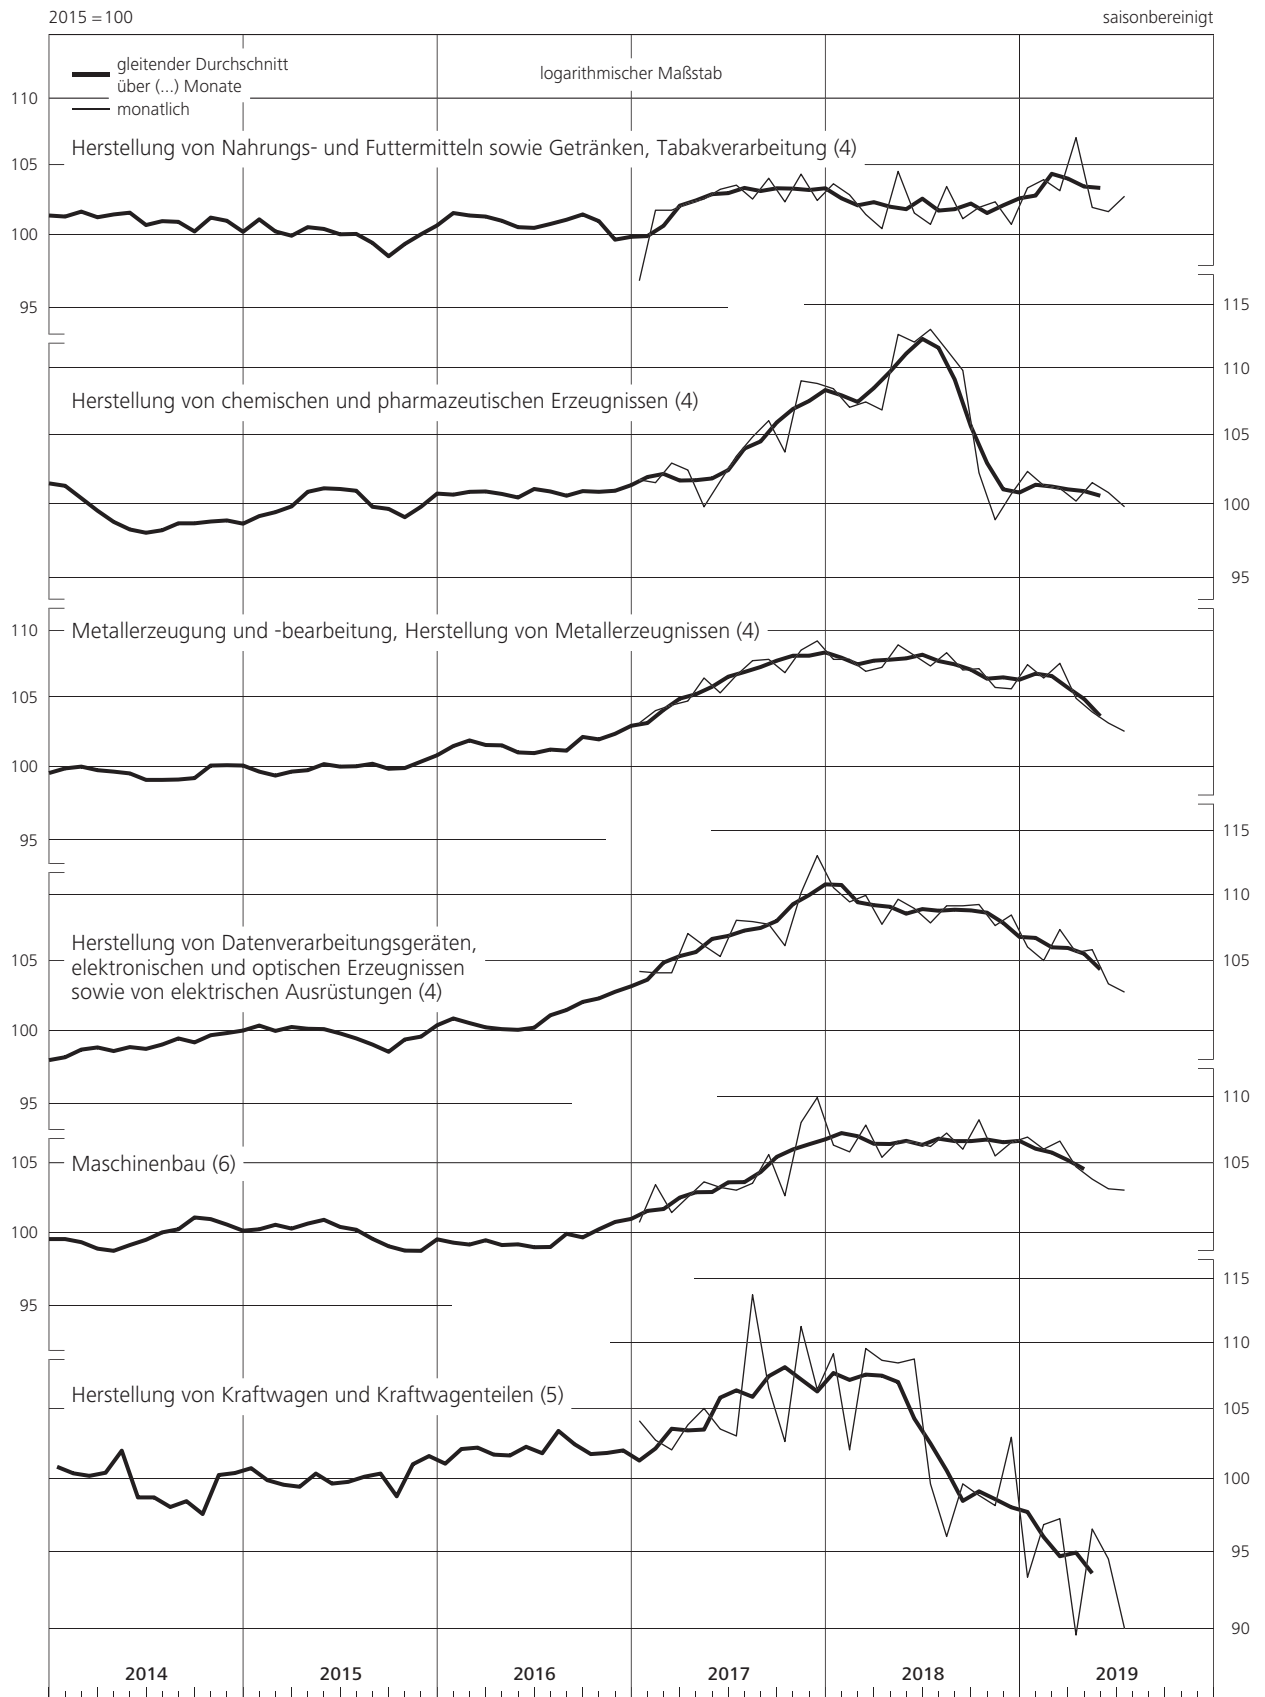 2015 = 100
saisonbereinigt
gleitender Durchschnitt
über (...) Monate
monatlich
logarithmischer Maßstab
110
Herstellung von Nahrungs- und Futtermitteln sowie Getränken, Tabakverarbeitung (4)
105
100
95
115
110
Herstellung von chemischen und pharmazeutischen Erzeugnissen (4)
105
100
95
110
Metallerzeugung und -bearbeitung, Herstellung von Metallerzeugnissen (4)
105
100
95
115
110
Herstellung von Datenverarbeitungsgeräten,
elektronischen und optischen Erzeugnissen
sowie von elektrischen Ausrüstungen (4)
105
105
100
95
110
105
Maschinenbau (6)
105
100
95
115
110
Herstellung von Kraftwagen und Kraftwagenteilen (5)
105
100
95
90
2014 2015 2016 2017 2018 2019